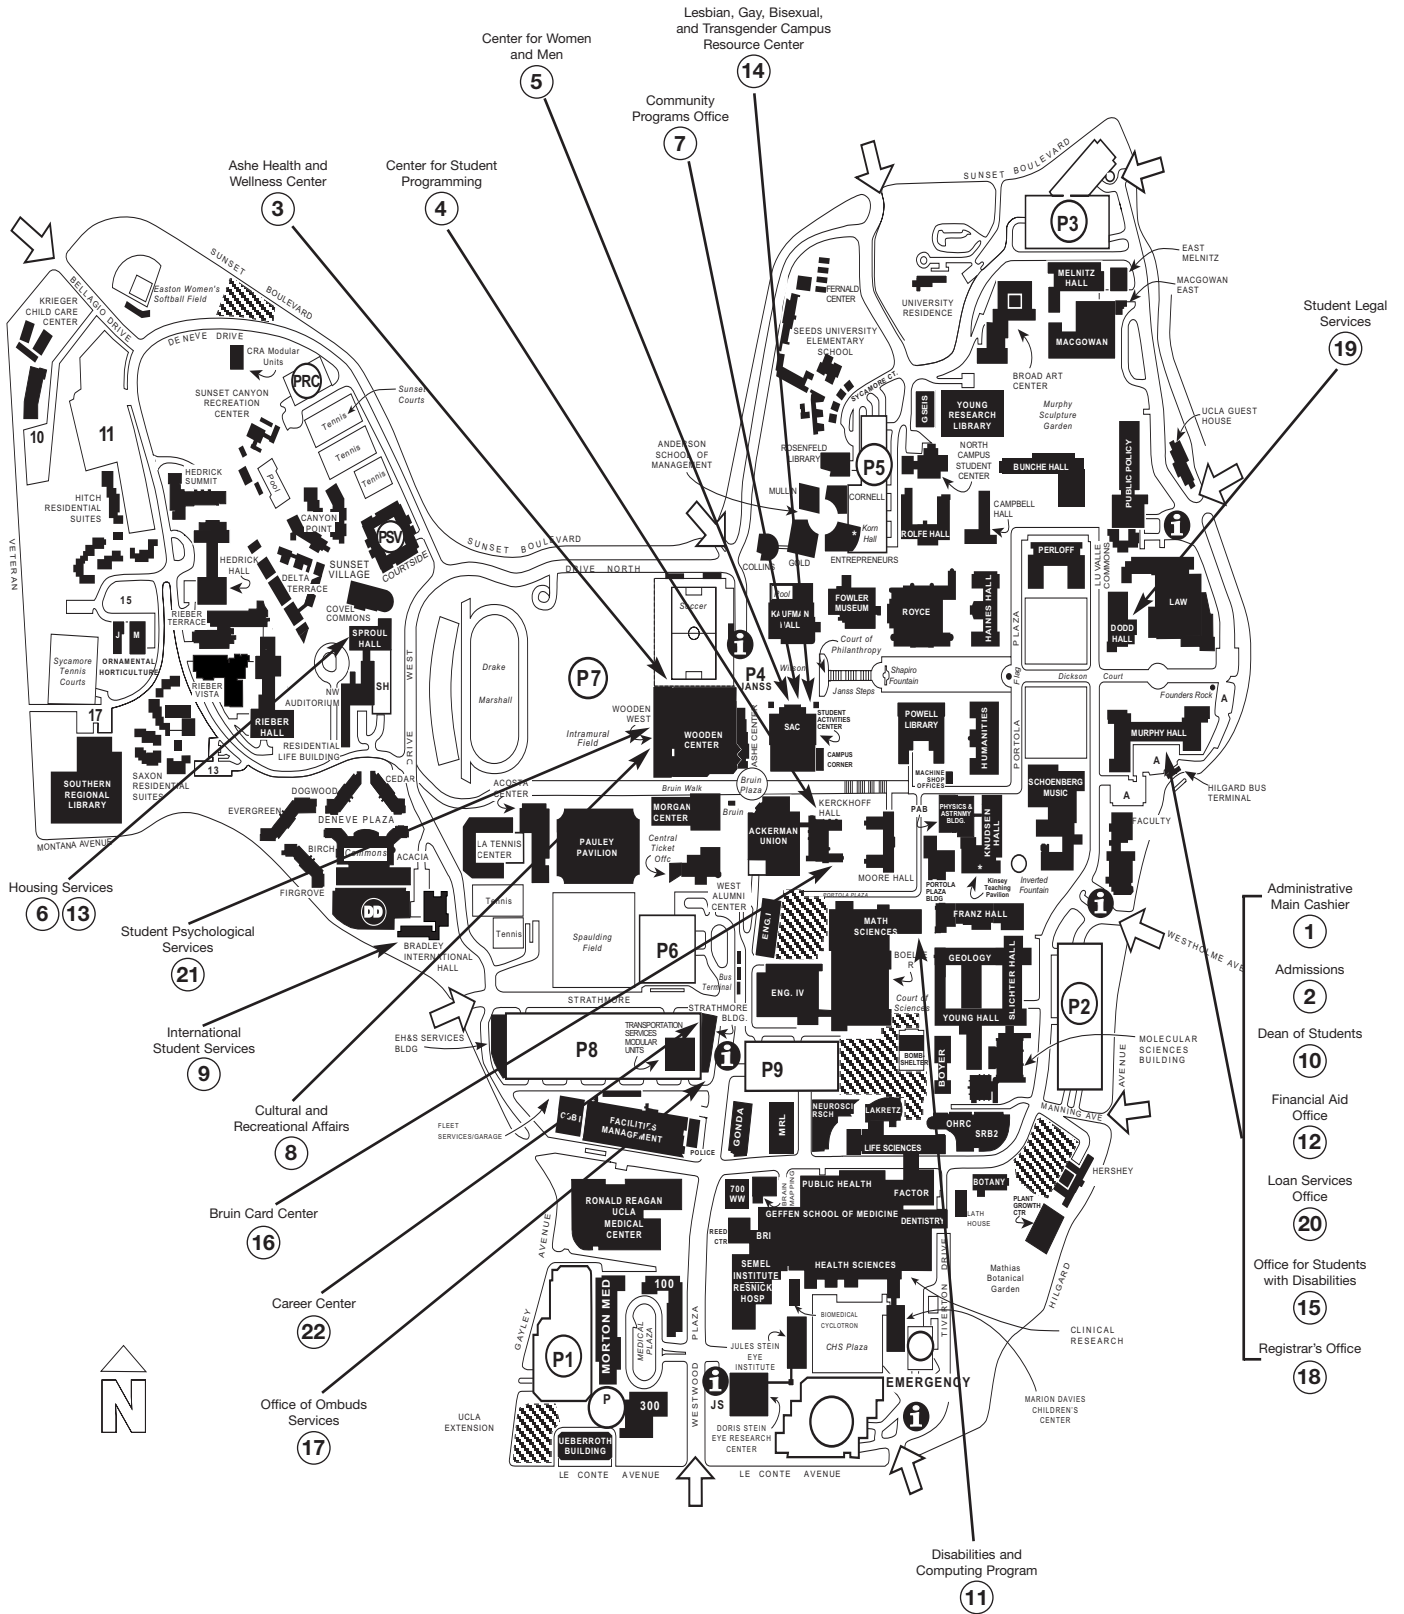 Lesbian, Gay, Bisexual,
and Transgender Campus
Resource Center
14
Center for Women
and Men
5
Community
Programs Office
7
Ashe Health and
Wellness Center
3
Center for Student
Programming
4
SUNSET BOULEVARD
P3
EAST
MELNITZ
MELNITZ
HALL
MACGOWAN
EAST
MACGOWAN
FERNALD
CENTER
UNIVERSITY
RESIDENCE
BROAD ART
CENTER
SEEDS UNIVERSITY
ELEMENTARY
SCHOOL
SYCAMORE CT.
Student Legal
Services
19
SUNSET
BOULEVARD
BELLAGIO DRIVE
Easton Women's
Softball Field
KRIEGER
CHILD CARE
CENTER
DE NEVE DRIVE
CRA Modular
Units
PRC
SUNSET CANYON
RECREATION
CENTER
Sunset
Courts
Tennis
Tennis
Tennis
Pool
10
11
GSEIS
YOUNG
RESEARCH
LIBRARY
Murphy
Sculpture
Garden
UCLA GUEST
HOUSE
ANDERSON
SCHOOL OF
MANAGEMENT
ROSENFELD
LIBRARY
P5
NORTH
CAMPUS
STUDENT
CENTER
BUNCHE HALL
PUBLIC POLICY
MULLIN
CORNELL
Korn
Hall
*
CAMPBELL
HALL
ROLFE HALL
COLLINS
GOLD
ENTREPRENEURS
HEDRICK
SUMMIT
HITCH
RESIDENTIAL
SUITES
CANYON
POINT
PSV
COURTSIDE
SUNSET
VILLAGE
HEDRICK
HALL
DELTA
TERRACE
COVEL
COMMONS
VETERAN
SUNSET BOULEVARD
DRIVE NORTH
15
RIEBER
TERRACE
J
M
ORNAMENTAL
HORTICULTURE
Sycamore
Tennis
Courts
17
SPROUL
HALL
SH
NW
AUDITORIUM
RIEBER
VISTA
RIEBER
HALL
RESIDENTIAL
LIFE BUILDING
SAXON
RESIDENTIAL
SUITES
13
SOUTHERN
REGIONAL
LIBRARY
MONTANA AVENUE
DRIVE
WEST
Drake
Marshall
P7
Intramural
Field
Soccer
i
P4
JANSS
Wilson
Pool
KAUFMAN
HALL
FOWLER
MUSEUM
ROYCE
HAINES HALL
PERLOFF
LU VALLE
COMMONS
DODD
HALL
LAW
i
Court of
Philanthropy
Janss Steps
Shapiro
Fountain
PLAZA
Flag
Dickson
Court
Founders Rock
A
WOODEN
WEST
WOODEN
CENTER
ASHE CENTER
SAC
STUDENT
ACTIVITIES
CENTER
CAMPUS
CORNER
POWELL
LIBRARY
HUMANITIES
PORTOLA
MURPHY HALL
A
A
HILGARD BUS
TERMINAL
Bruin
Plaza
Bruin Walk
MACHINE
SHOP
OFFICES
SCHOENBERG
MUSIC
FACULTY
CEDAR
DOGWOOD
EVERGREEN
DENEVE PLAZA
BIRCH
Commons
ACACIA
FIRGROVE
DD
BRADLEY
INTERNATIONAL
HALL
ACOSTA
CENTER
LA TENNIS
CENTER
PAULEY
PAVILION
MORGAN
CENTER
Bruin
Central
Ticket
Offc
ACKERMAN
UNION
KERCKHOFF
HALL
MOORE HALL
PAB
PHYSICS &
ASTRNMY
BLDG.
KNUDSEN
HALL
*
PORTOLA
PLAZA
BLDG
Kinsey
Teaching
Pavilion
Inverted
Fountain
i
WEST
ALUMNI
CENTER
PORTOLA PLAZA
Tennis
Tennis
Spaulding
Field
P6
Bus
Terminal
ENG. I
MATH
SCIENCES
FRANZ HALL
GEOLOGY
SLICHTER HALL
YOUNG HALL
ENG. IV
Court of
Sciences
P2
WESTHOLME AVE
STRATHMORE
STRATHMORE
BLDG.
EH&S SERVICES
BLDG
P8
TRANSPORTATION
SERVICES
MODULAR
UNITS
i
P9
BOMB
SHELTER
BOYER
MOLECULAR
SCIENCES
BUILDING
AVENUE
MANNING AVE
FLEET
SERVICES/GARAGE
FACILITIES
MANAGEMENT
POLICE
GONDA
MRL
NEUROSCI
RSCH
LAKRETZ
LIFE SCIENCES
OHRC
SRB2
HERSHEY
BOTANY
LATH
HOUSE
PLANT
GROWTH
CTR
Mathias
Botanical
Garden
HILGARD
RONALD REAGAN
UCLA
MEDICAL
CENTER
AVENUE
700
WW
BRAIN
MAPPING
PUBLIC HEALTH
FACTOR
GEFFEN SCHOOL OF MEDICINE
DENTISTRY
REED
CTR
BRI
SEMEL
INSTITUTE
RESNICK
HOSP
HEALTH SCIENCES
BIOMEDICAL
CYCLOTRON
CHS Plaza
TIVERTON DRIVE
CLINICAL
RESEARCH
JULES STEIN
EYE
INSTITUTE
EMERGENCY
i
JS
DORIS STEIN
EYE RESEARCH
CENTER
MARION DAVIES
CHILDREN'S
CENTER
i
GAYLEY
P1
MORTON MED
100
MEDICAL
PLAZA
WESTWOOD
PLAZA
P
300
UCLA
EXTENSION
UEBERROTH
BUILDING
LE CONTE AVENUE
LE CONTE AVENUE
N
Housing Services
6
13
Student Psychological
Services
21
International
Student Services
9
Cultural and
Recreational Affairs
8
Bruin Card Center
16
Career Center
22
Office of Ombuds
Services
17
Administrative
Main Cashier
1
Admissions
2
Dean of Students
10
Financial Aid
Office
12
Loan Services
Office
20
Office for Students
with Disabilities
15
Registrar's Office
18
Disabilities and
Computing Program
11